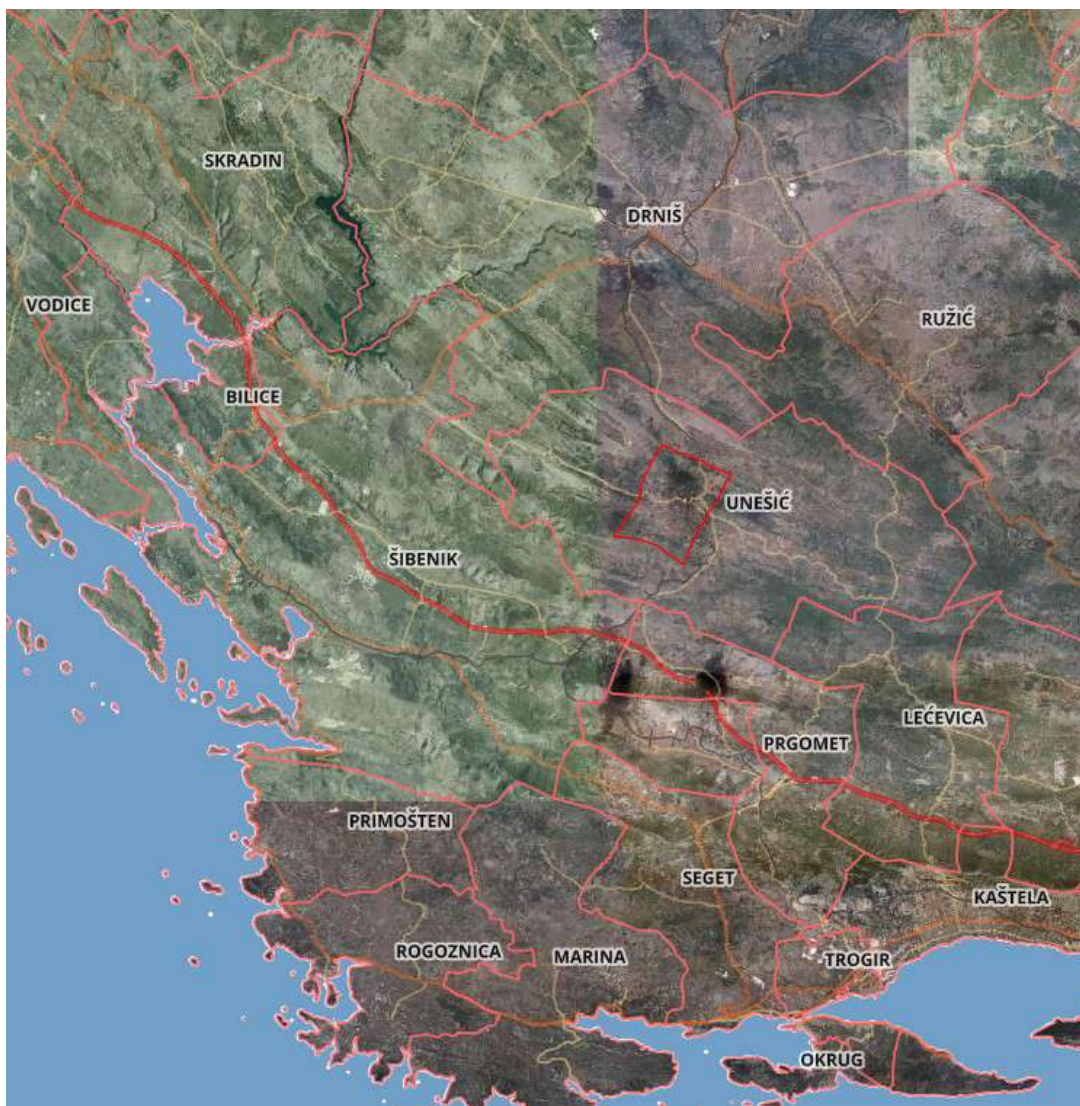 SKRADIN
DRNIŠ
VODICE
RUŽIĆ
BILICE
UNEŠIĆ
ŠIBENIK
LEĆEVICA
PRGOMET
PRIMOŠTEN
SEGET
KAŠTELA
ROGOZNICA
MARINA
TROGIR
OKRUG